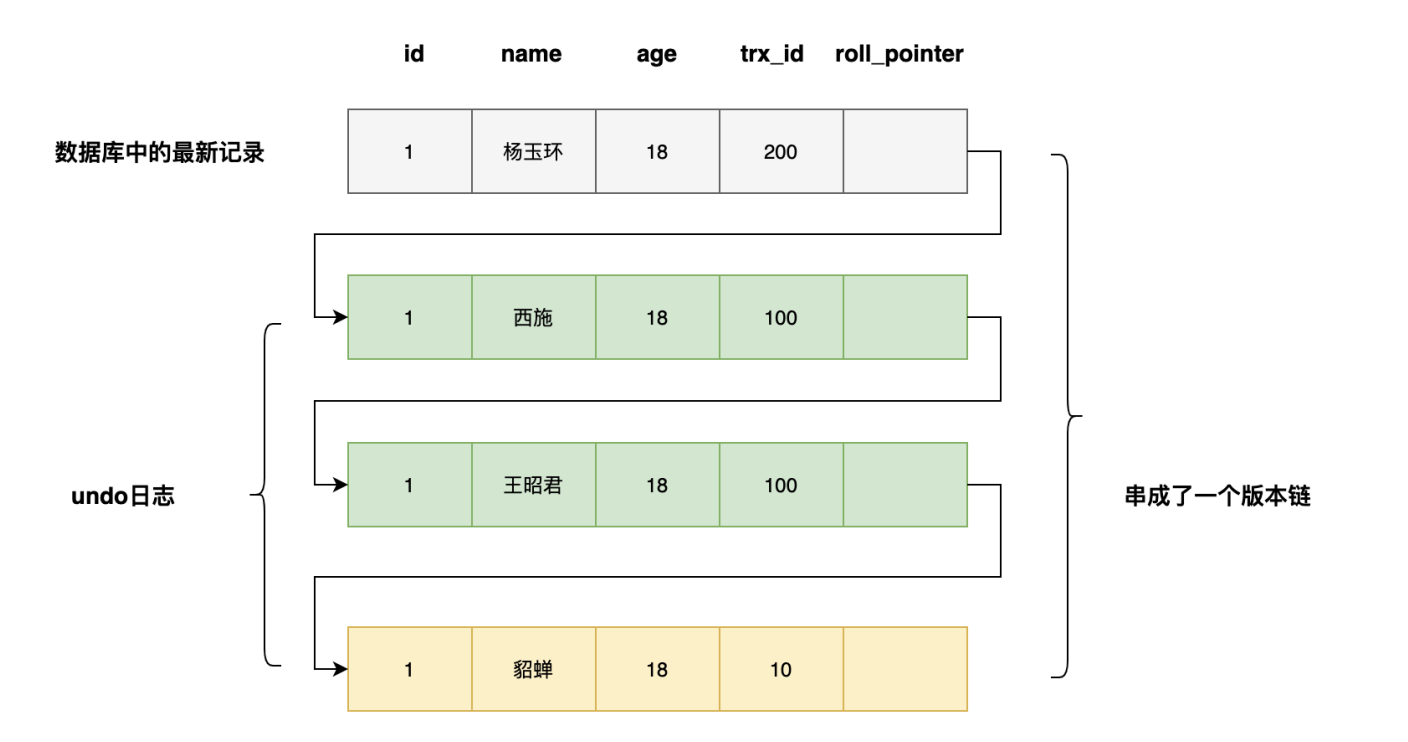 id name age trx_id roll_pointer
数据库中的最新记录 1 杨玉环 18 200
1 西施 18 100
undo日志 1 王昭君 18 100 串成了一个版本链
1 貂蝉 18 10